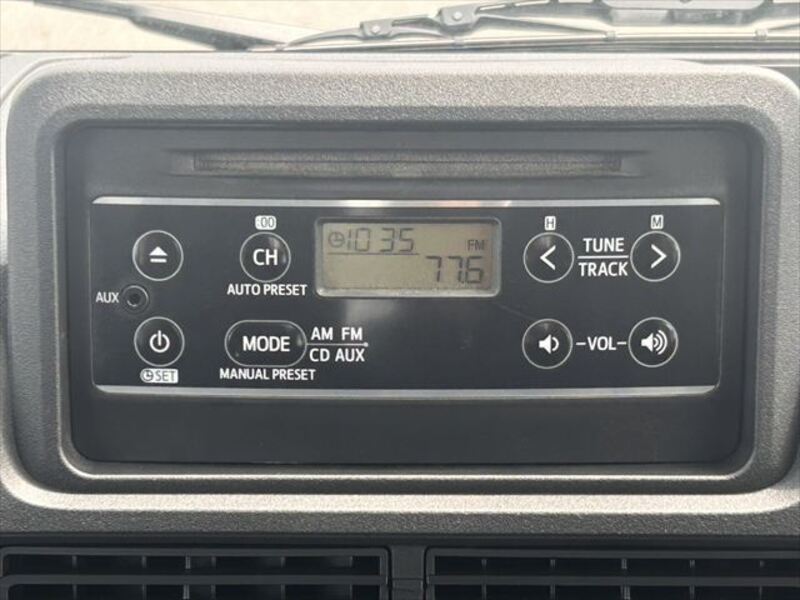 :00 H M
CH 10 35 FM TUNE
AUTO PRESET 77.6 TRACK
AUX
MODE AM FM VOL
CD AUX
SET MANUAL PRESET